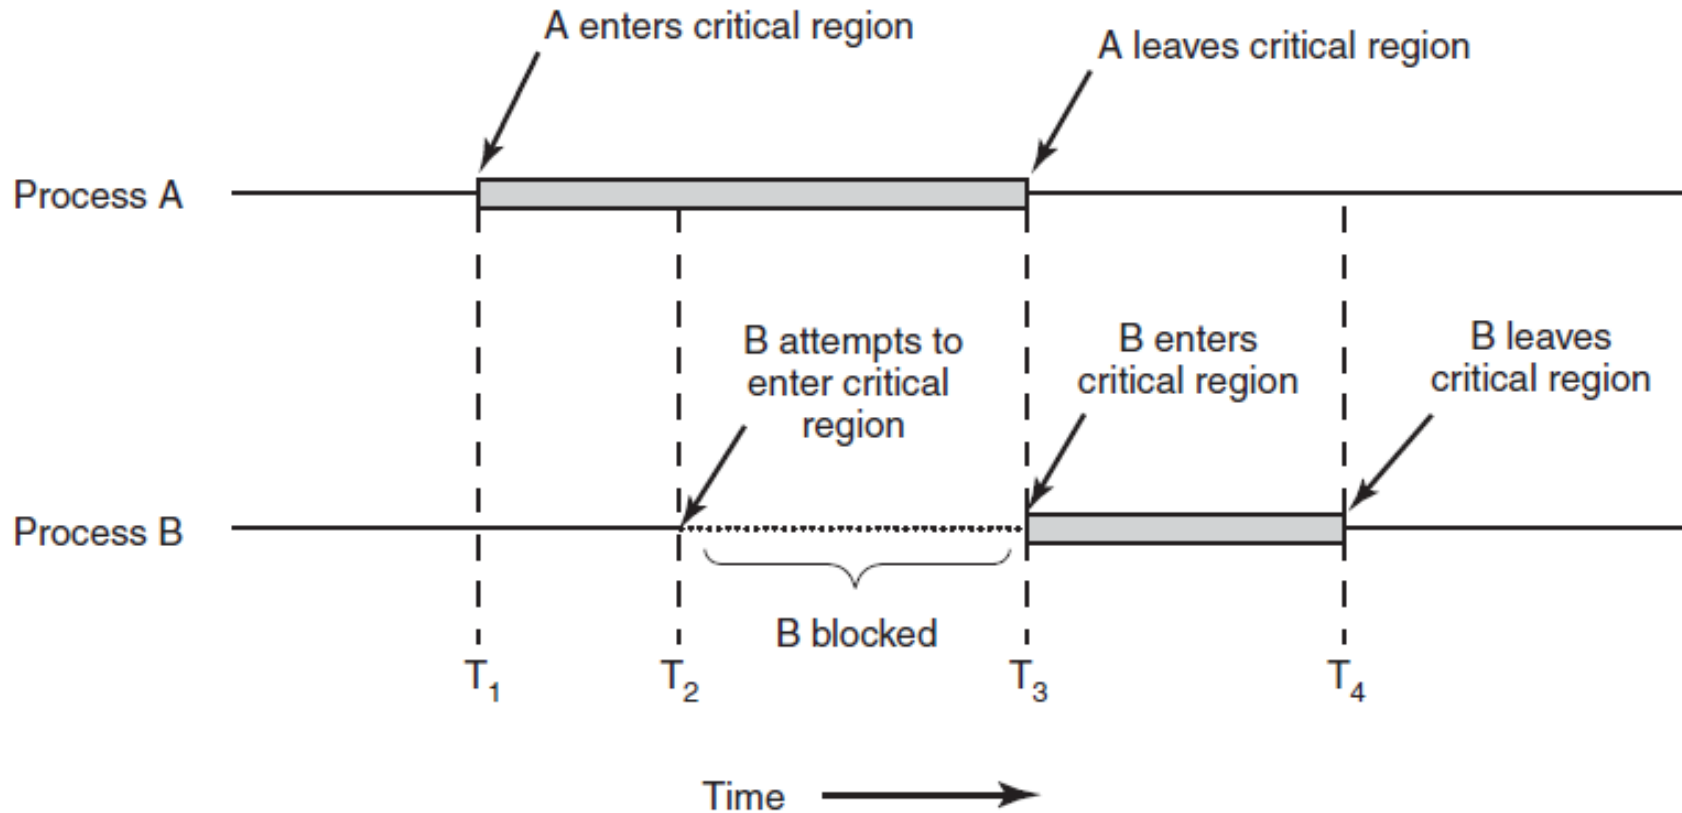 A enters critical region
A leaves critical region
Process A
B attempts to
enter critical
region
B enters
critical region
B leaves
critical region
Process B
B blocked
T1
T2
T3
T4
Time